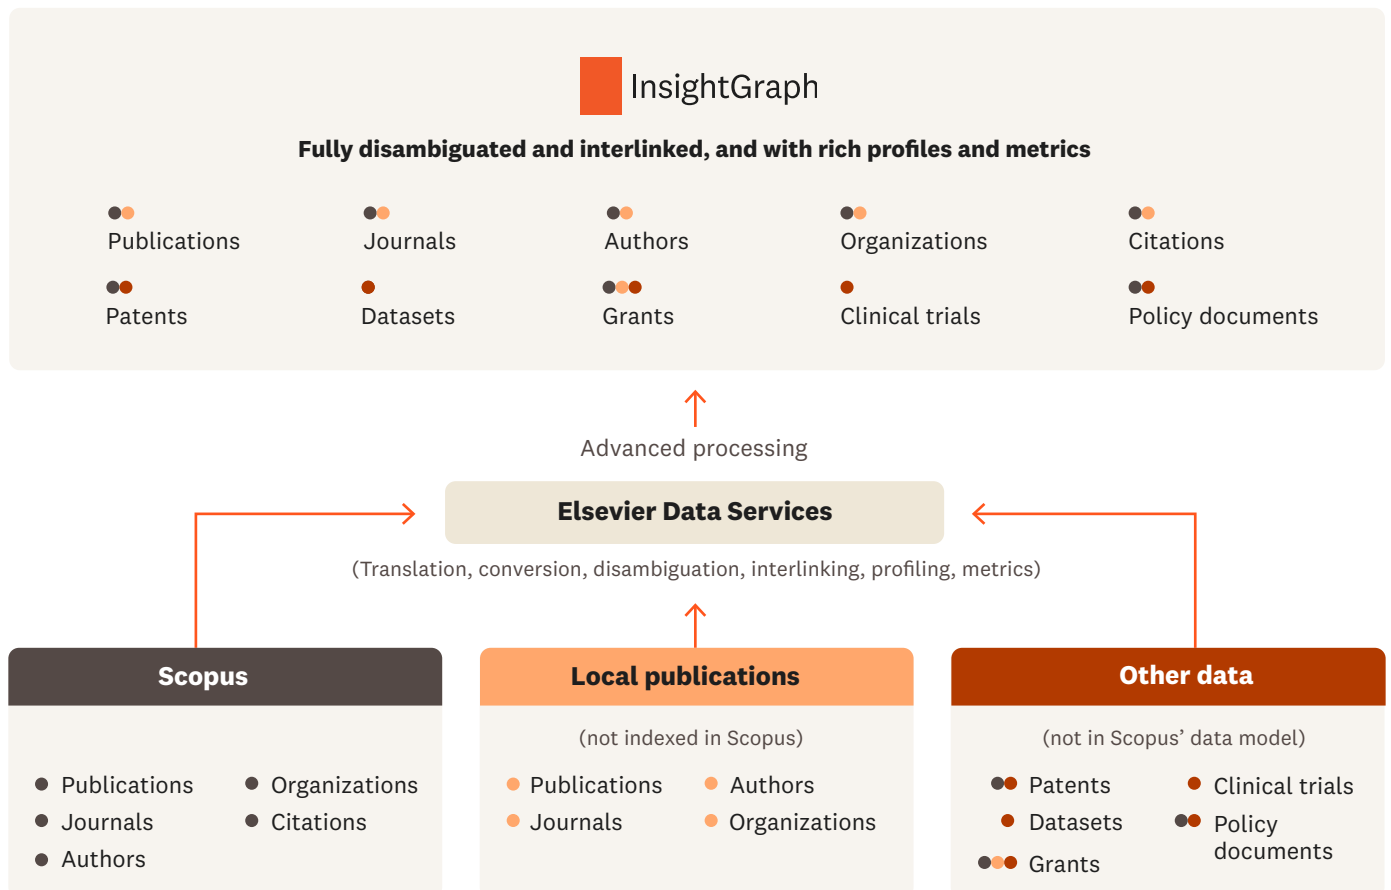 InsightGraph
Fully disambiguated and interlinked, and with rich profiles and metrics
Publications
Journals
Authors
Organizations
Citations
Patents
Datasets
Grants
Clinical trials
Policy documents
Advanced processing
Elsevier Data Services
(Translation, conversion, disambiguation, interlinking, profiling, metrics)
Scopus
Publications
Journals
Authors
Organizations
Citations
Local publications
(not indexed in Scopus)
Publications
Journals
Authors
Organizations
Other data
(not in Scopus’ data model)
Patents
Datasets
Grants
Clinical trials
Policy
documents